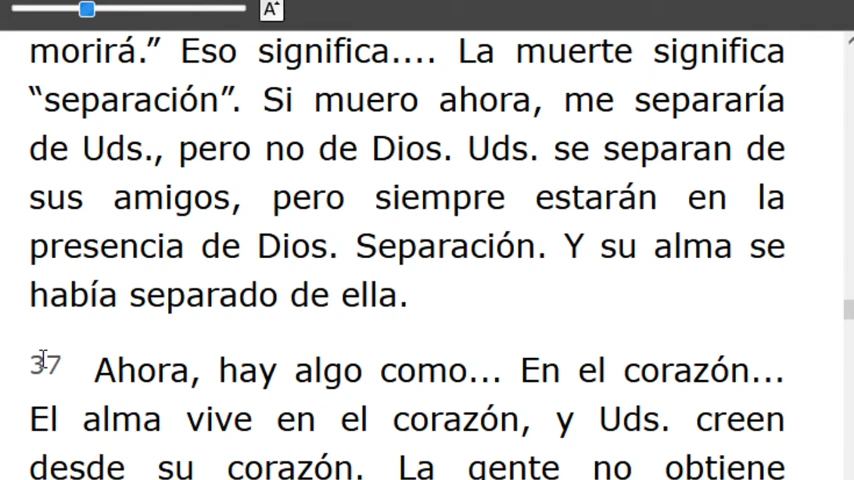 A
morirá.” Eso significa.... La muerte significa
“separación”. Si muero ahora, me separaría
de Uds., pero no de Dios. Uds. se separan de
sus amigos, pero siempre estarán en la
presencia de Dios. Separación. Y su alma se
había separado de ella.
37 Ahora, hay algo como... En el corazón...
El alma vive en el corazón, y Uds. creen
desde su corazón. La gente no obtiene